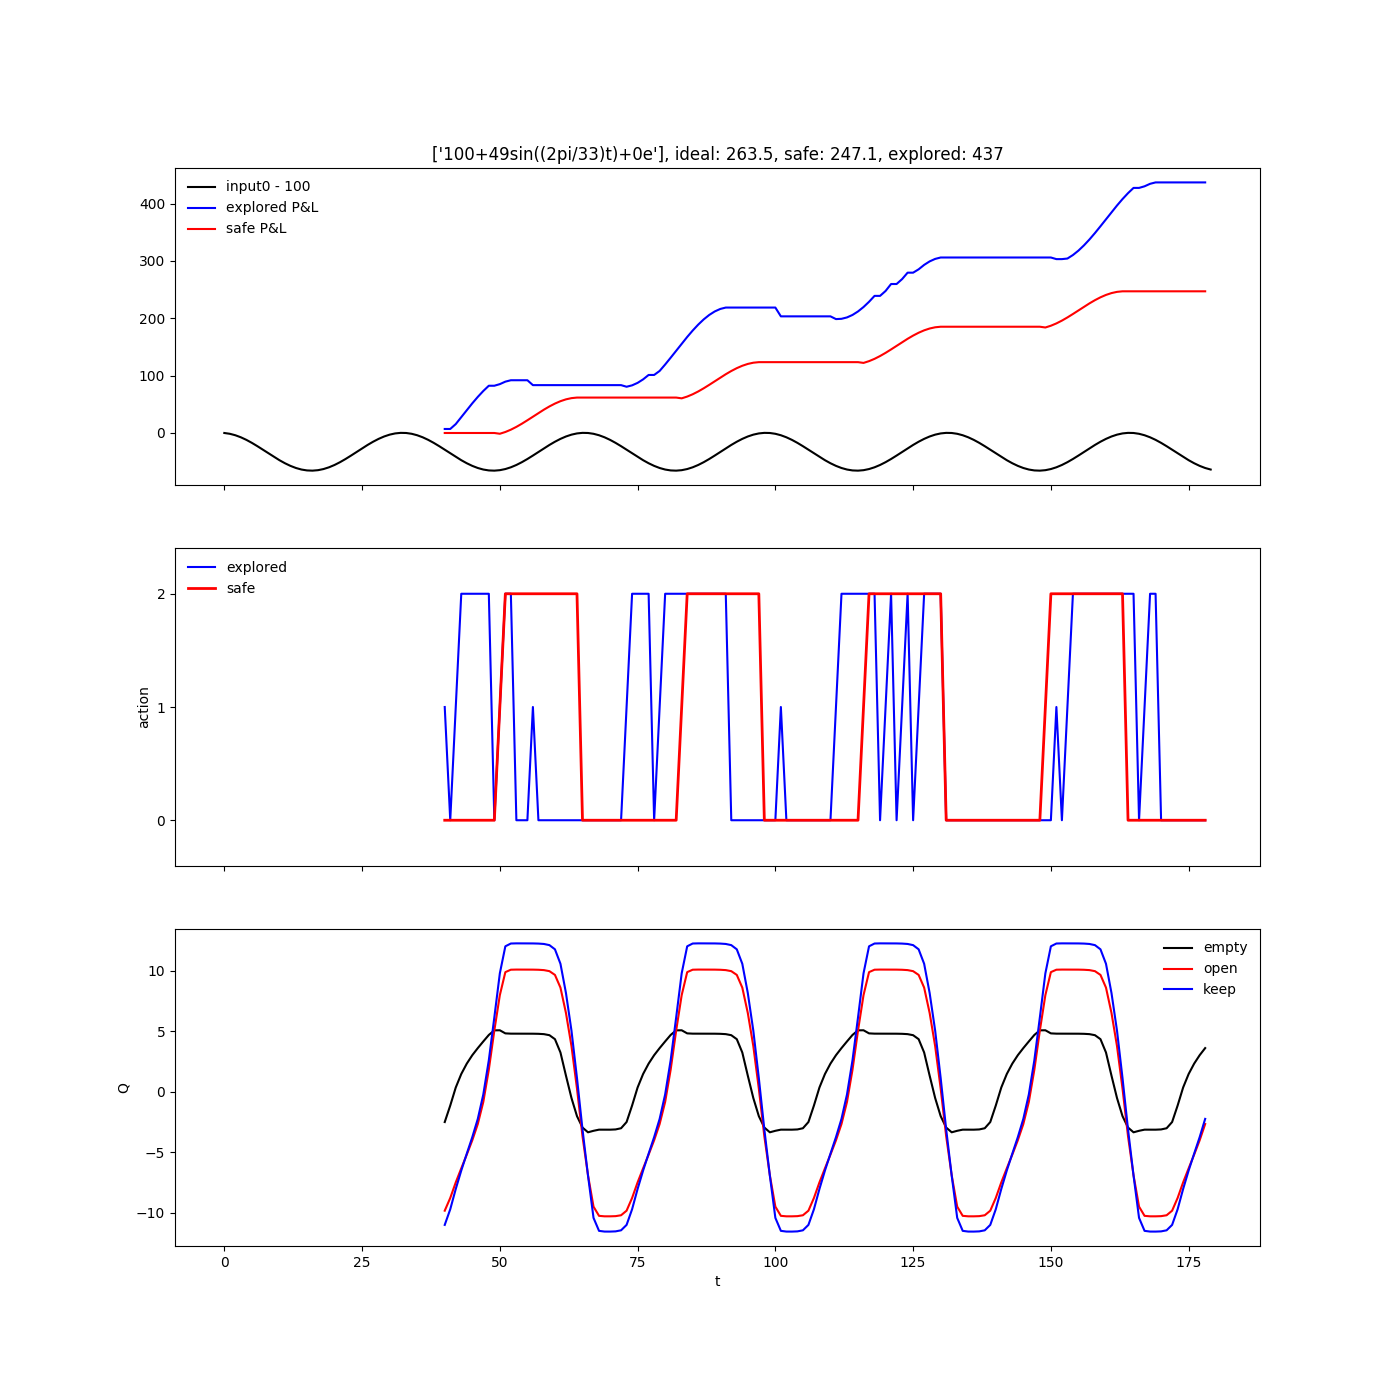 ['100+49sin((2pi/33)t)+0e'], ideal: 263.5, safe: 247.1, explored: 437
input0 - 100
explored P&L
safe P&L
400
300
200
100
0
explored
safe
2
1
0
action
empty
open
keep
10
5
0
−5
−10
Q
0 25 50 75 100 125 150 175
t